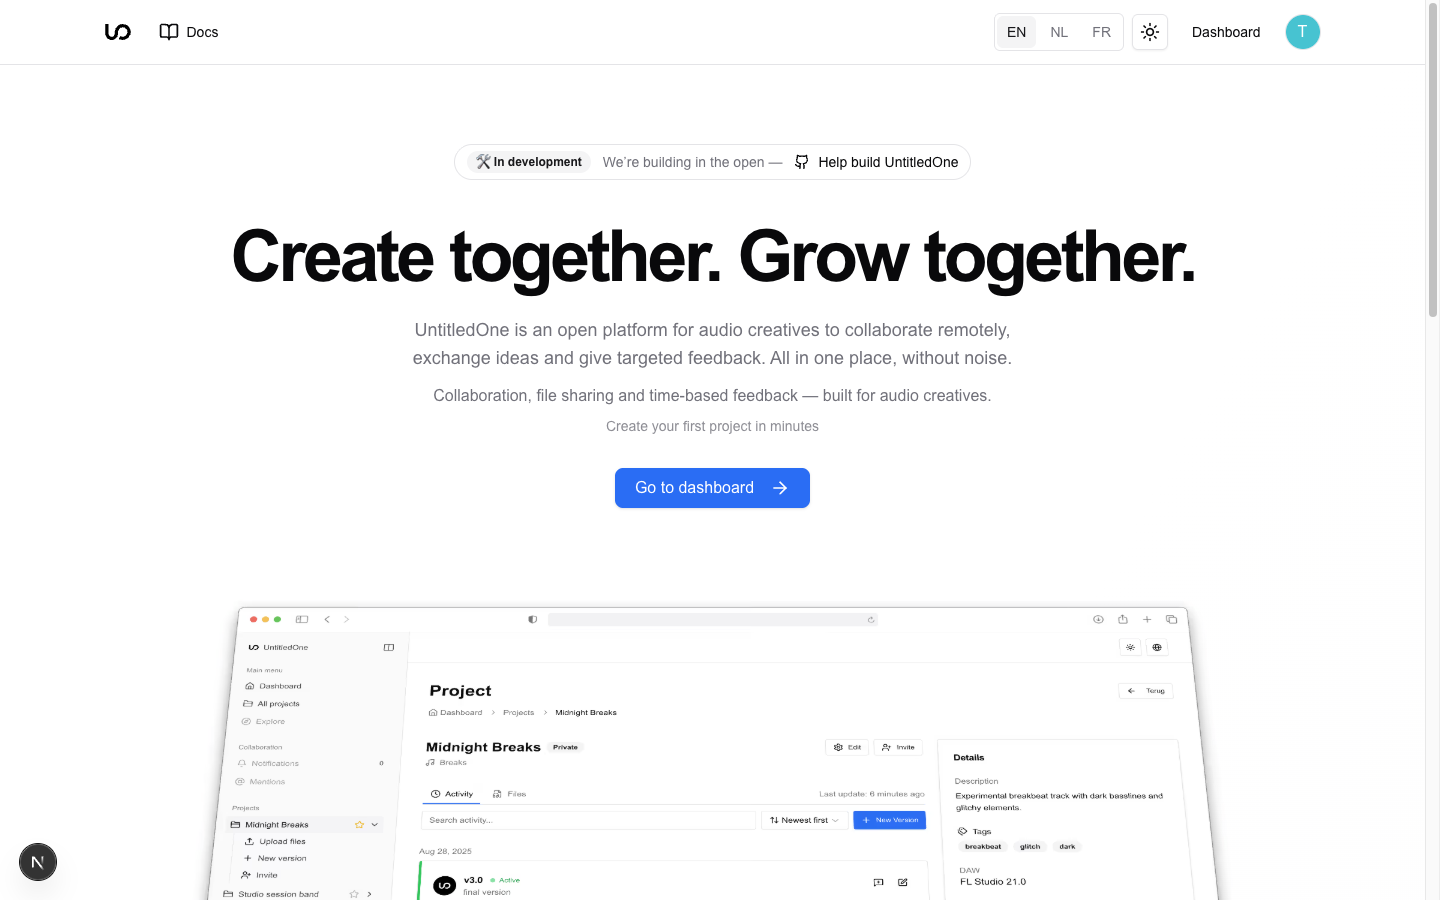 Docs
EN NL FR
Dashboard
T
In development We're building in the open — Help build UntitledOne
Create together. Grow together.
UntitledOne is an open platform for audio creatives to collaborate remotely,
exchange ideas and give targeted feedback. All in one place, without noise.
Collaboration, file sharing and time-based feedback — built for audio creatives.
Create your first project in minutes
Go to dashboard
UntitledOne
Main menu
Dashboard
All projects
Explore
Collaboration
Notifications 0
Mentions
Projects
Midnight Breaks
Upload files
New version
Invite
Studio session band
Project
Terug
Dashboard > Projects > Midnight Breaks
Midnight Breaks Private
Edit Invite
Breaks
Activity Files Last update: 6 minutes ago
Search activity... Newest first New Version
Aug 28, 2025
v3.0 Active
final version
Details
Description
Experimental breakbeat track with dark basslines and
glitchy elements.
Tags
breakbeat glitch dark
DAW
FL Studio 21.0
N